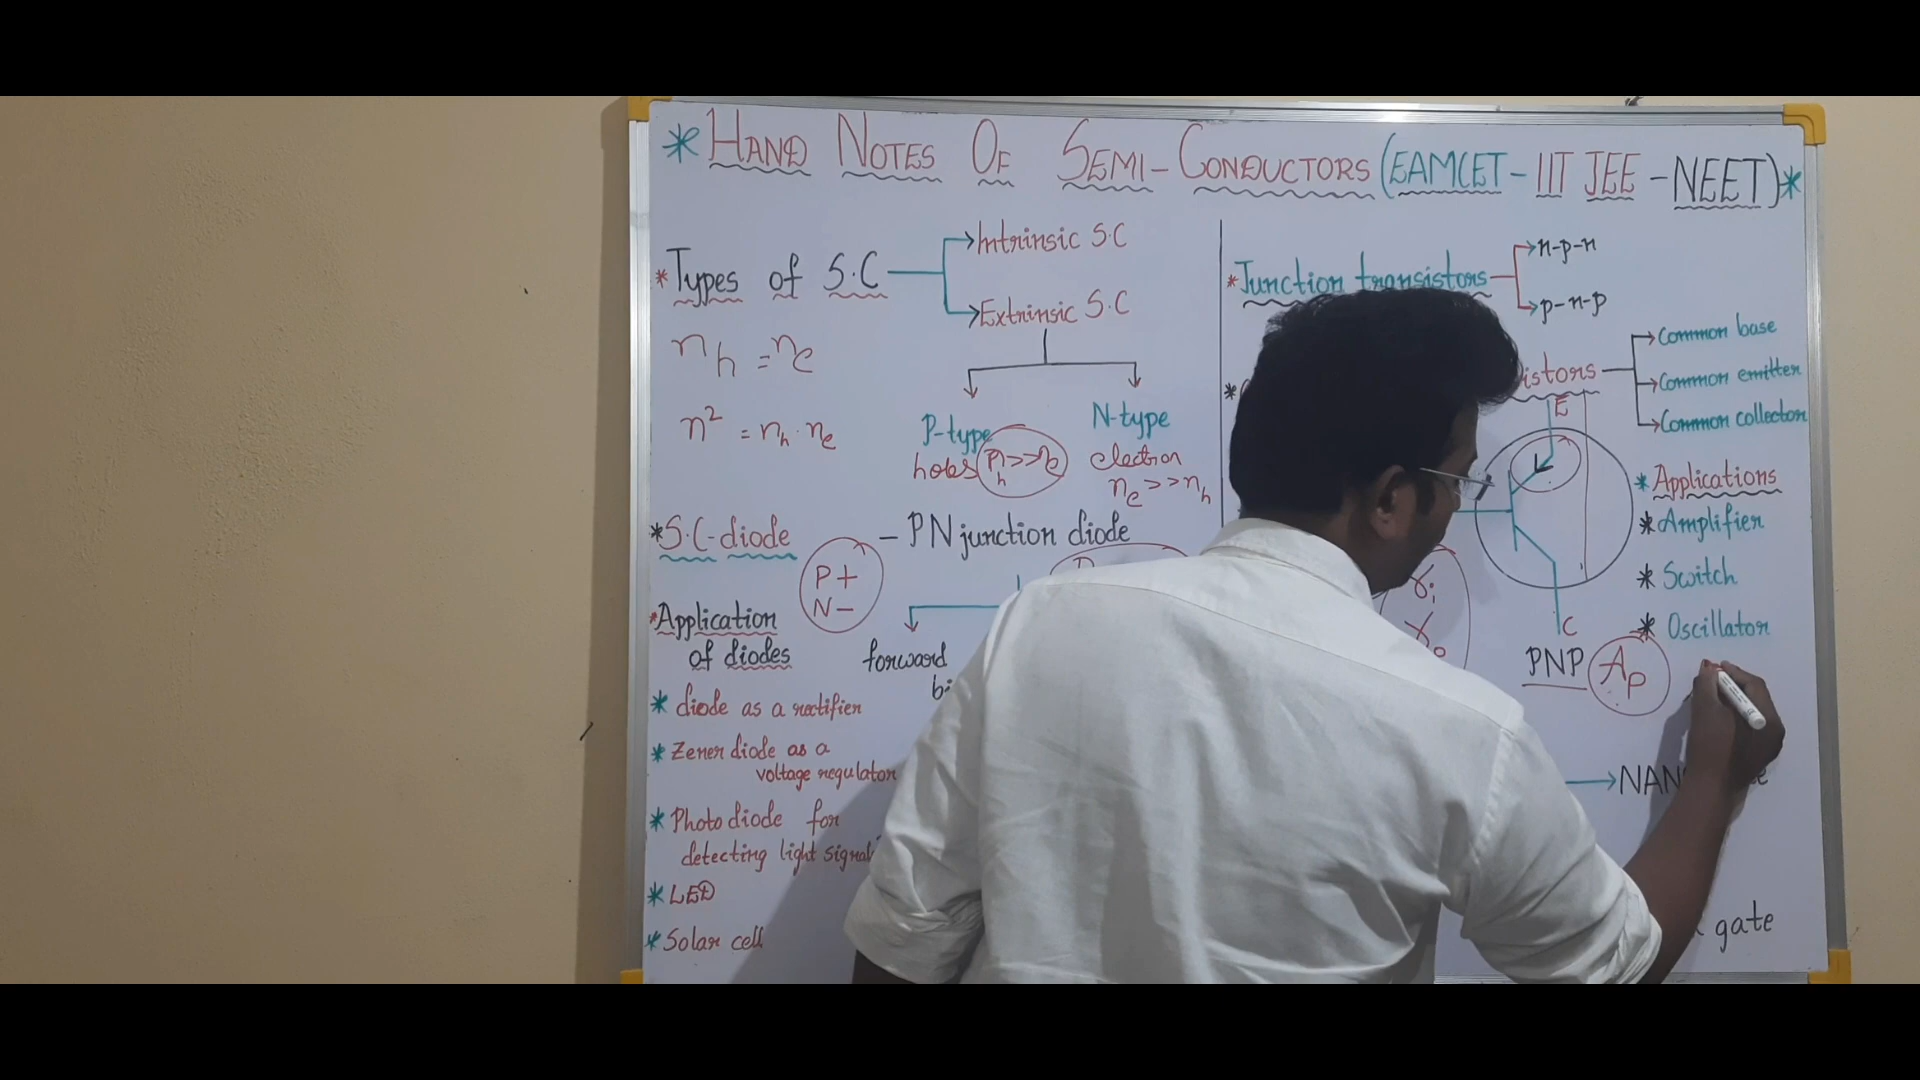 *HAND NOTES OF SEMI-CONDUCTORS (EAMCET-IIT JEE-NEET)*
*Types of S.C
Intrinsic S.C
Extrinsic S.C
n_h = n_e
n² = n_h · n_e
P-type
holes n_h >> n_e
N-type
electron
n_e >> n_h
*S.C-diode
- PN junction diode
P+
N-
forward
*Application
of diodes
* diode as a rectifier
* Zener diode as a
voltage regulator
* Photo diode for
detecting light signal
* LED
* Solar cell
*Junction transistors
n-p-n
p-n-p
Common base
Common emitter
Common collector
E
C
PNP
A_p
* Applications
* Amplifier
* Switch
* Oscillator
gate